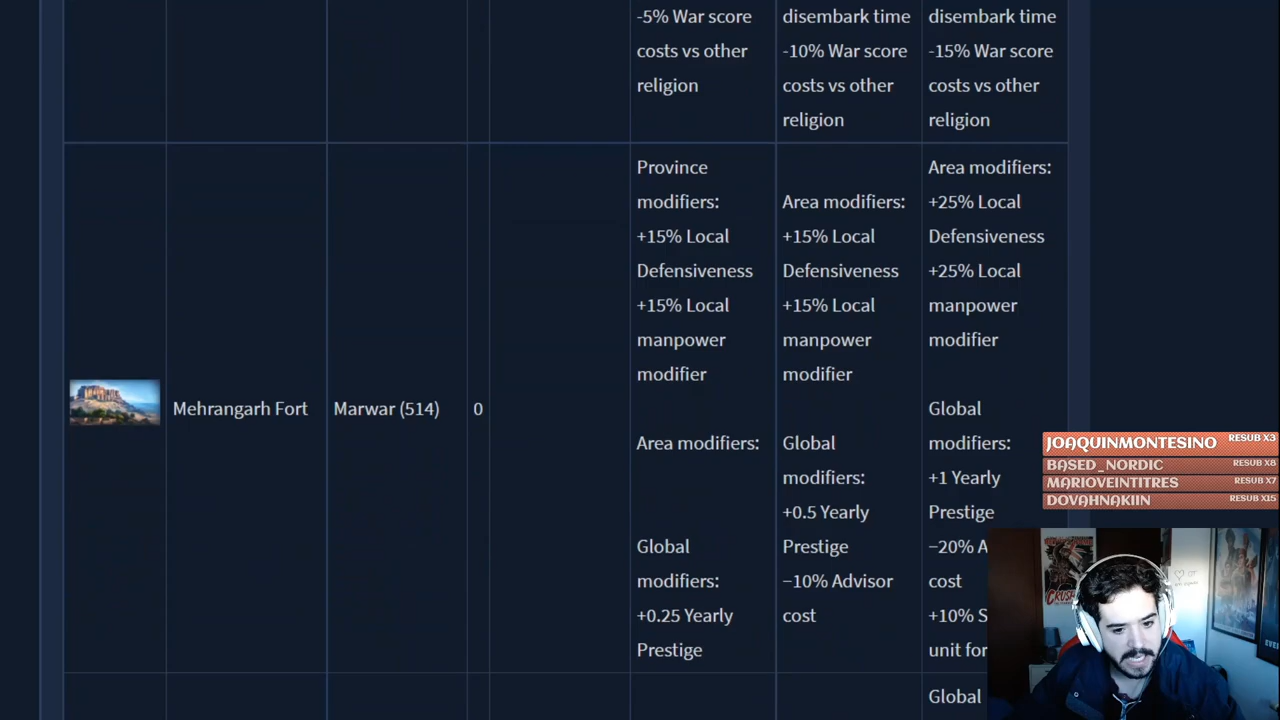 -5% War score
costs vs other
religion
disembark time
-10% War score
costs vs other
religion
disembark time
-15% War score
costs vs other
religion
Mehrangarh Fort
Marwar (514)
0
Province
modifiers:
+15% Local
Defensiveness
+15% Local
manpower
modifier
Area modifiers:
Global
modifiers:
+0.25 Yearly
Prestige
Area modifiers:
+15% Local
Defensiveness
+15% Local
manpower
modifier
Global
modifiers:
+0.5 Yearly
Prestige
−10% Advisor
cost
Area modifiers:
+25% Local
Defensiveness
+25% Local
manpower
modifier
Global
modifiers:
+1 Yearly
Prestige
−20% A
cost
+10% S
unit for
Global
JOAQUINMONTESINO RESUB X3
BASED_NORDIC RESUB X8
MARIOVEINTITRES RESUB X7
DOVAHNAKIIN RESUB X15